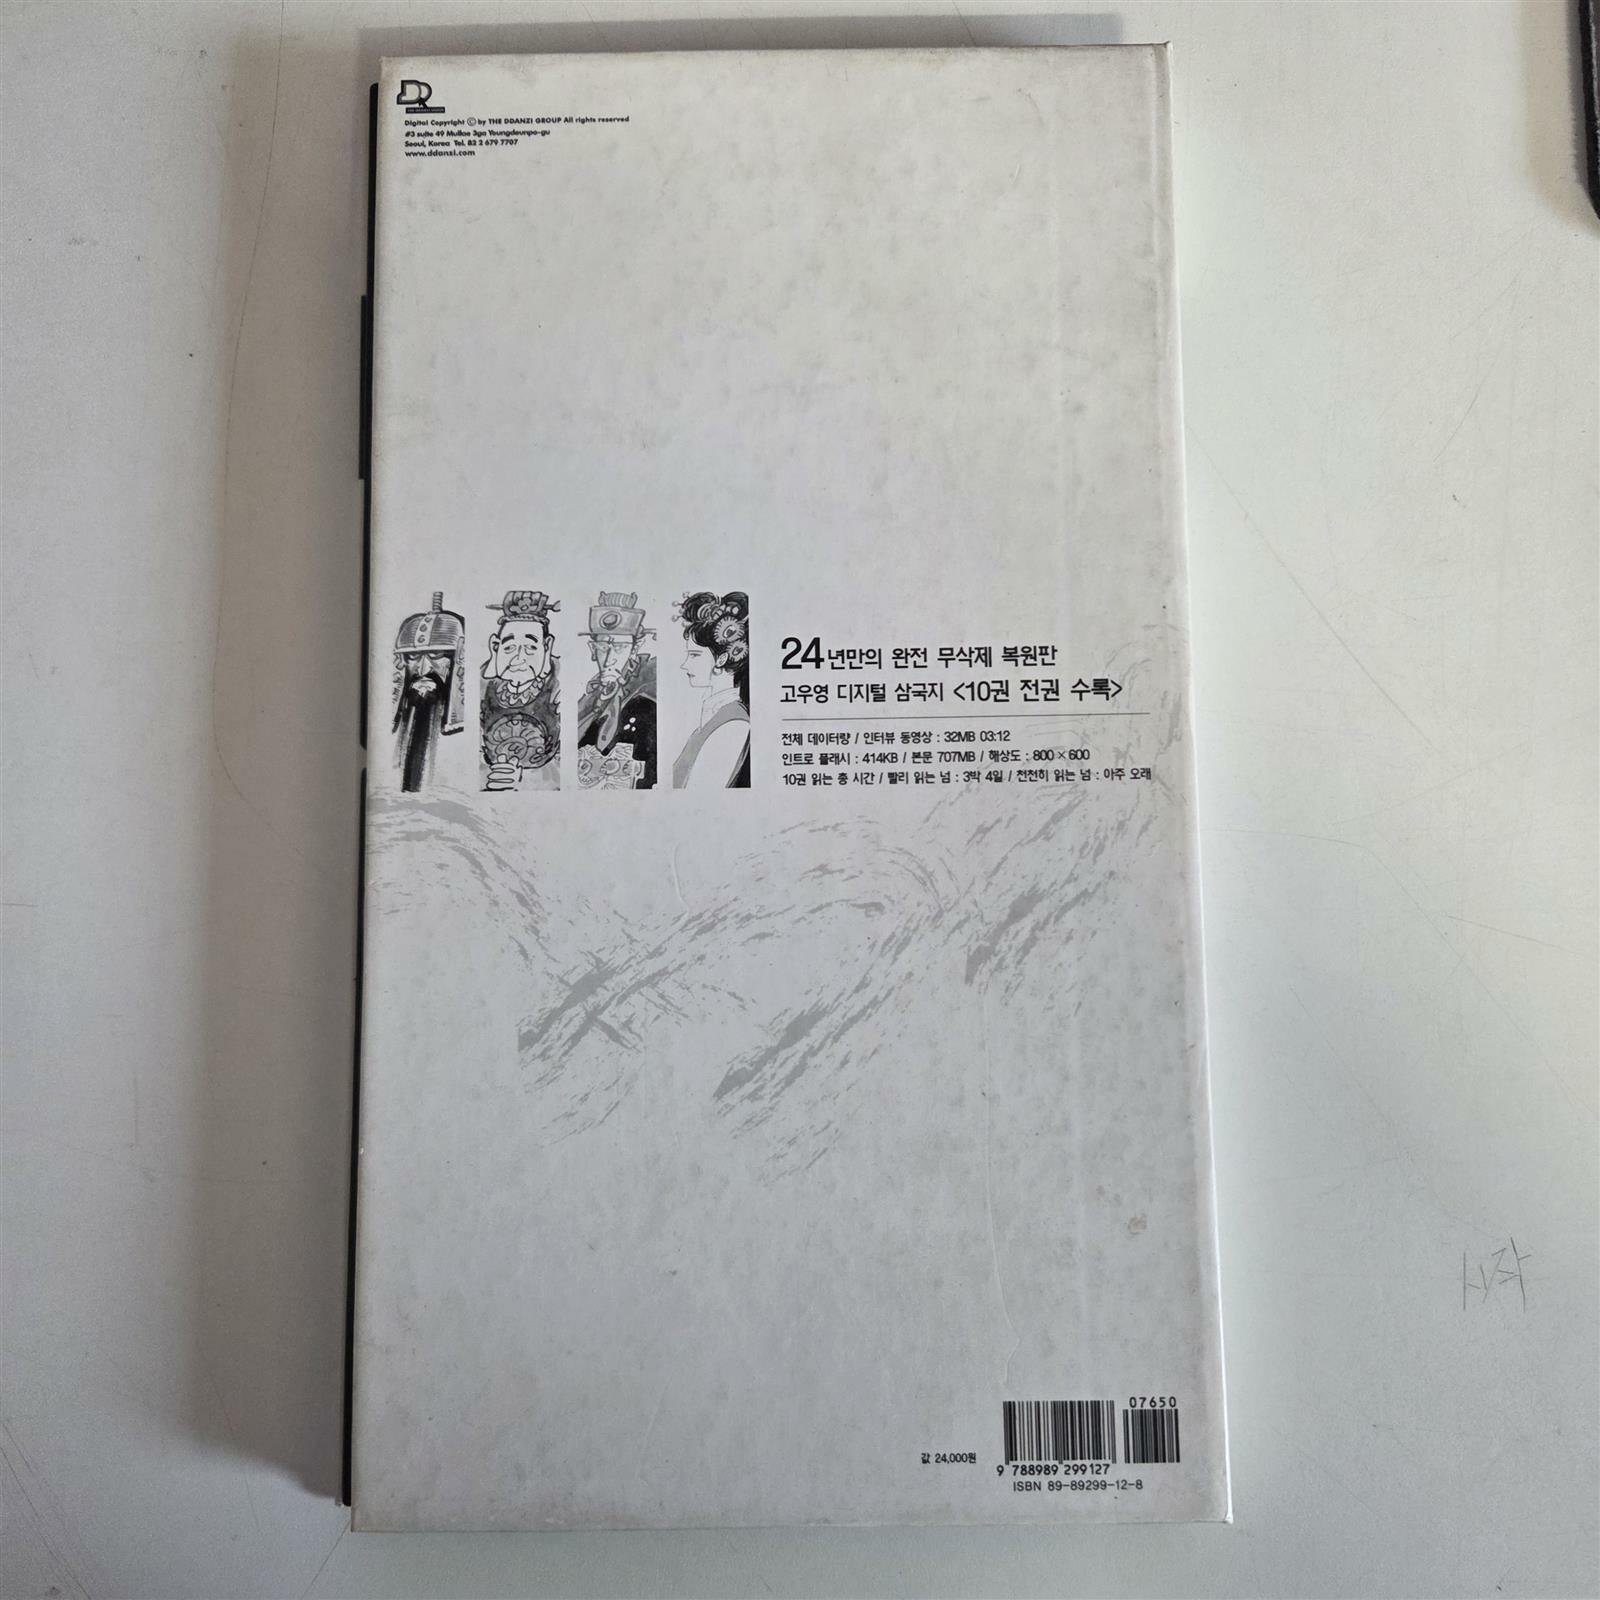 DR
THE DDANZI GROUP
Digital Copyright ⓒ by THE DDANZI GROUP All rights reserved
#3 suite 49 Mullae 3ga Youngdeunpo-gu
Seoul, Korea Tel. 82 2 679 7707
www.ddanzi.com
24년만의 완전 무삭제 복원판
고우영 디지털 삼국지 <10권 전권 수록>
전체 데이터량 / 인터뷰 동영상 : 32MB 03:12
인트로 플래시 : 414KB / 본문 707MB / 해상도 : 800×600
10권 읽는 총 시간 / 빨리 읽는 넘 : 3박 4일 / 천천히 읽는 넘 : 아주 오래
시작
07650
값 24,000원
9 788989 299127
ISBN 89-89299-12-8